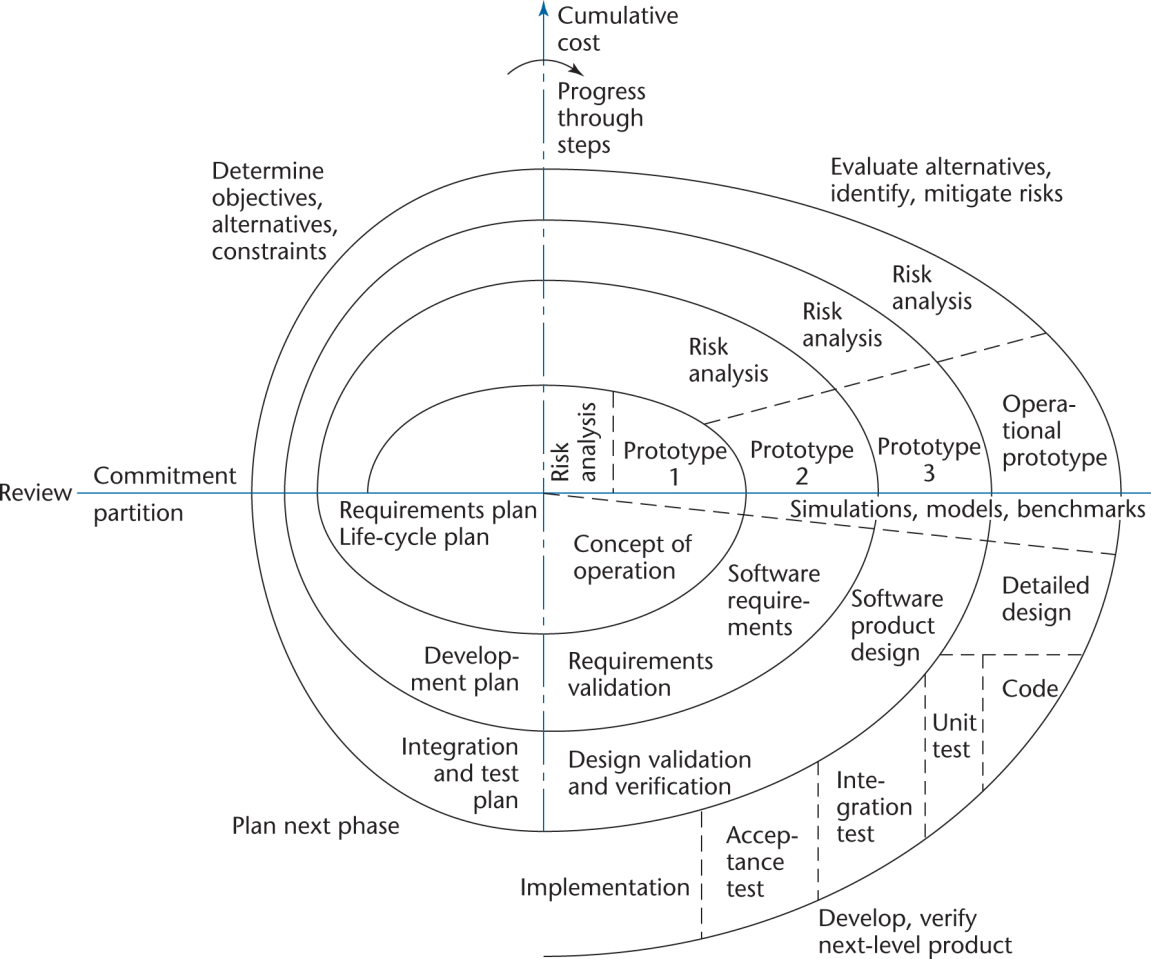 Cumulative
cost
Progress
through
steps
Determine
objectives,
alternatives,
constraints
Evaluate alternatives,
identify, mitigate risks
Risk
analysis
Risk
analysis
Risk
analysis
Risk
analysis
Prototype
1
Prototype
2
Prototype
3
Opera-
tional
prototype
Review
Commitment
partition
Requirements plan
Life-cycle plan
Simulations, models, benchmarks
Concept of
operation
Software
require-
ments
Software
product
design
Detailed
design
Develop-
ment plan
Requirements
validation
Code
Unit
test
Integration
and test
plan
Design validation
and verification
Inte-
gration
test
Plan next phase
Accep-
tance
test
Implementation
Develop, verify
next-level product